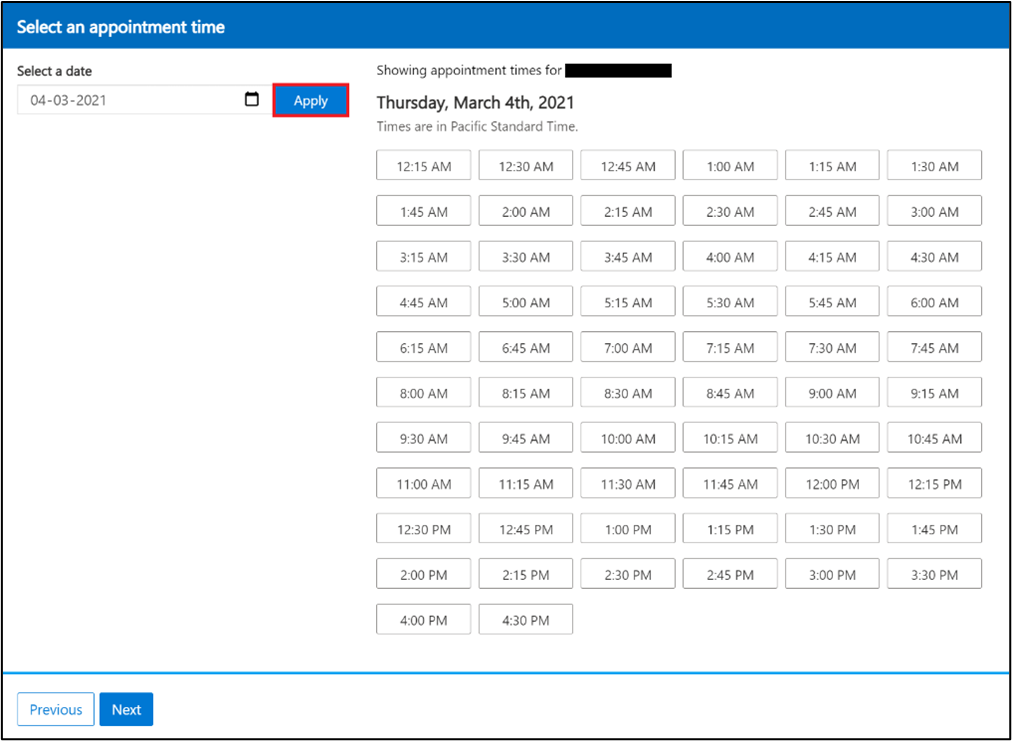 Select an appointment time
Select a date
04-03-2021
Apply
Showing appointment times for
Thursday, March 4th, 2021
Times are in Pacific Standard Time.
12:15 AM 12:30 AM 12:45 AM 1:00 AM 1:15 AM 1:30 AM
1:45 AM 2:00 AM 2:15 AM 2:30 AM 2:45 AM 3:00 AM
3:15 AM 3:30 AM 3:45 AM 4:00 AM 4:15 AM 4:30 AM
4:45 AM 5:00 AM 5:15 AM 5:30 AM 5:45 AM 6:00 AM
6:15 AM 6:45 AM 7:00 AM 7:15 AM 7:30 AM 7:45 AM
8:00 AM 8:15 AM 8:30 AM 8:45 AM 9:00 AM 9:15 AM
9:30 AM 9:45 AM 10:00 AM 10:15 AM 10:30 AM 10:45 AM
11:00 AM 11:15 AM 11:30 AM 11:45 AM 12:00 PM 12:15 PM
12:30 PM 12:45 PM 1:00 PM 1:15 PM 1:30 PM 1:45 PM
2:00 PM 2:15 PM 2:30 PM 2:45 PM 3:00 PM 3:30 PM
4:00 PM 4:30 PM
Previous Next